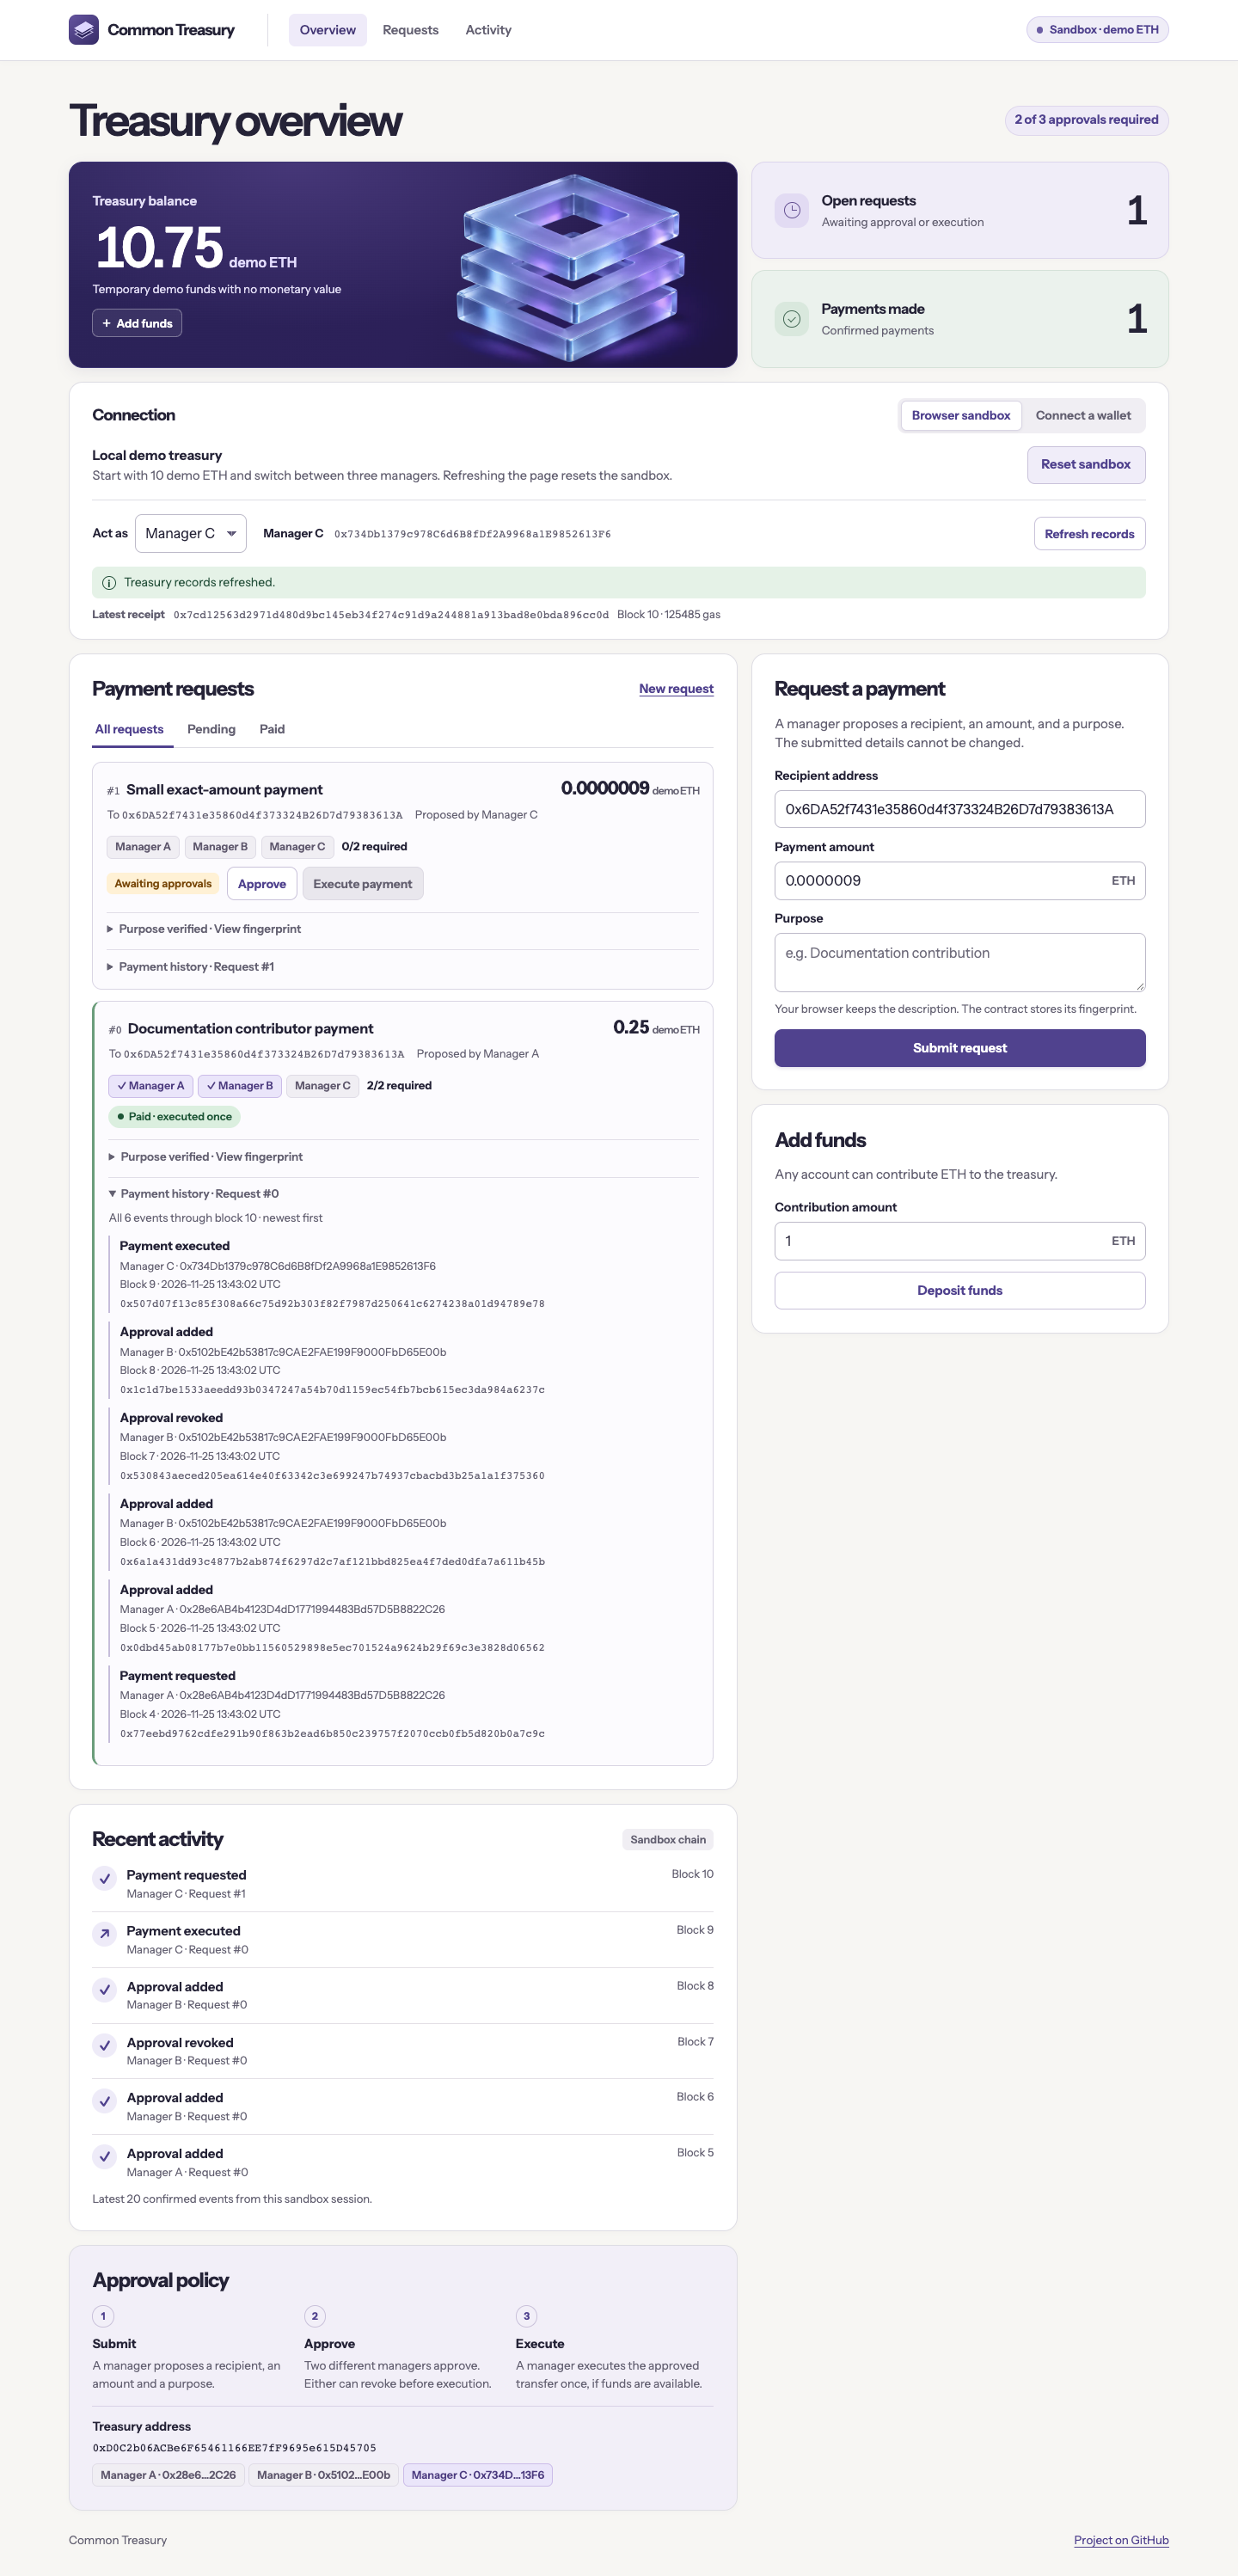 Common Treasury
Overview
Requests
Activity
Sandbox · demo ETH
Treasury overview
2 of 3 approvals required
Treasury balance
10.75 demo ETH
Temporary demo funds with no monetary value
+ Add funds
Open requests
Awaiting approval or execution
1
Payments made
Confirmed payments
1
Connection
Browser sandbox
Connect a wallet
Local demo treasury
Start with 10 demo ETH and switch between three managers. Refreshing the page resets the sandbox.
Reset sandbox
Act as
Manager C
Manager C 0x734Db1379c978C6d6B8fDf2A9968a1E9852613F6
Refresh records
Treasury records refreshed.
Latest receipt 0x7cd12563d2971d480d9bc145eb34f274c91d9a244881a913bad8e0bda896cc0d Block 10 · 125485 gas
Payment requests
New request
All requests
Pending
Paid
#1 Small exact-amount payment
0.0000009 demo ETH
To 0x6DA52f7431e35860d4f373324B26D7d79383613A Proposed by Manager C
Manager A
Manager B
Manager C
0/2 required
Awaiting approvals
Approve
Execute payment
Purpose verified · View fingerprint
Payment history · Request #1
#0 Documentation contributor payment
0.25 demo ETH
To 0x6DA52f7431e35860d4f373324B26D7d79383613A Proposed by Manager A
✓ Manager A
✓ Manager B
Manager C
2/2 required
Paid · executed once
Purpose verified · View fingerprint
Payment history · Request #0
All 6 events through block 10 · newest first
Payment executed
Manager C · 0x734Db1379c978C6d6B8fDf2A9968a1E9852613F6
Block 9 · 2026-11-25 13:43:02 UTC
0x507d07f13c85f308a66c75d92b303f82f7987d250641c6274238a01d94789e78
Approval added
Manager B · 0x5102bE42b53817c9CAE2FAE199F9000FbD65E00b
Block 8 · 2026-11-25 13:43:02 UTC
0x1c1d7be1533aeedd93b0347247a54b70d1159ec54fb7bcb615ec3da984a6237c
Approval revoked
Manager B · 0x5102bE42b53817c9CAE2FAE199F9000FbD65E00b
Block 7 · 2026-11-25 13:43:02 UTC
0x530843aeced205ea614e40f63342c3e699247b74937cbacbd3b25a1a1f375360
Approval added
Manager B · 0x5102bE42b53817c9CAE2FAE199F9000FbD65E00b
Block 6 · 2026-11-25 13:43:02 UTC
0x6a1a431dd93c4877b2ab874f6297d2c7af121bbd825ea4f7ded0dfa7a611b45b
Approval added
Manager A · 0x28e6AB4b4123D4dD1771994483Bd57D5B8822C26
Block 5 · 2026-11-25 13:43:02 UTC
0x0dbd45ab08177b7e0bb11560529898e5ec701524a9624b29f69c3e3828d06562
Payment requested
Manager A · 0x28e6AB4b4123D4dD1771994483Bd57D5B8822C26
Block 4 · 2026-11-25 13:43:02 UTC
0x77eebd9762cdfe291b90f863b2ead6b850c239757f2070ccb0fb5d820b0a7c9c
Request a payment
A manager proposes a recipient, an amount, and a purpose.
The submitted details cannot be changed.
Recipient address
0x6DA52f7431e35860d4f373324B26D7d79383613A
Payment amount
0.0000009
ETH
Purpose
e.g. Documentation contribution
Your browser keeps the description. The contract stores its fingerprint.
Submit request
Add funds
Any account can contribute ETH to the treasury.
Contribution amount
1
ETH
Deposit funds
Recent activity
Sandbox chain
Payment requested
Block 10
Manager C · Request #1
Payment executed
Block 9
Manager C · Request #0
Approval added
Block 8
Manager B · Request #0
Approval revoked
Block 7
Manager B · Request #0
Approval added
Block 6
Manager B · Request #0
Approval added
Block 5
Manager A · Request #0
Latest 20 confirmed events from this sandbox session.
Approval policy
1
Submit
A manager proposes a recipient, an
amount and a purpose.
2
Approve
Two different managers approve.
Either can revoke before execution.
3
Execute
A manager executes the approved
transfer once, if funds are available.
Treasury address
0xD0C2b06ACBe6F65461166EE7fF9695e615D45705
Manager A · 0x28e6...2C26
Manager B · 0x5102...E00b
Manager C · 0x734D...13F6
Common Treasury
Project on GitHub